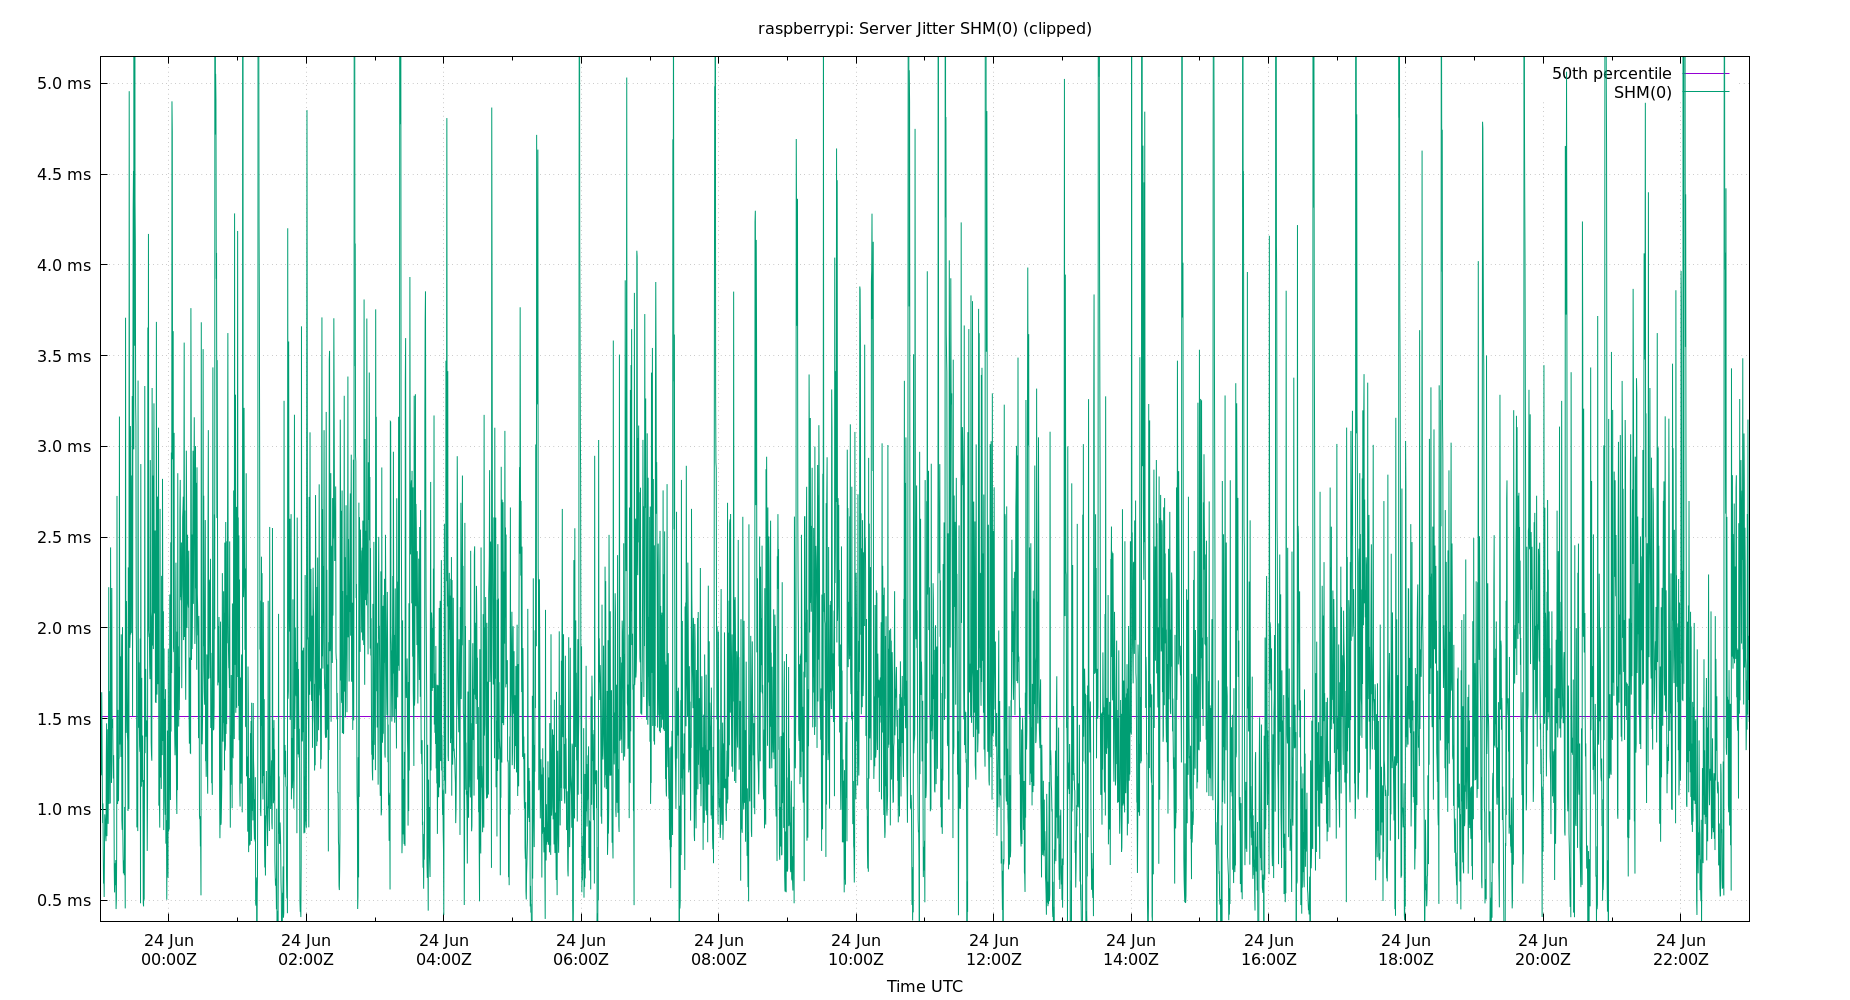 raspberrypi: Server Jitter SHM(0) (clipped)
50th percentile
SHM(0)
5.0 ms
4.5 ms
4.0 ms
3.5 ms
3.0 ms
2.5 ms
2.0 ms
1.5 ms
1.0 ms
0.5 ms
24 Jun 24 Jun 24 Jun 24 Jun 24 Jun 24 Jun 24 Jun 24 Jun 24 Jun 24 Jun 24 Jun 24 Jun
00:00Z 02:00Z 04:00Z 06:00Z 08:00Z 10:00Z 12:00Z 14:00Z 16:00Z 18:00Z 20:00Z 22:00Z
Time UTC